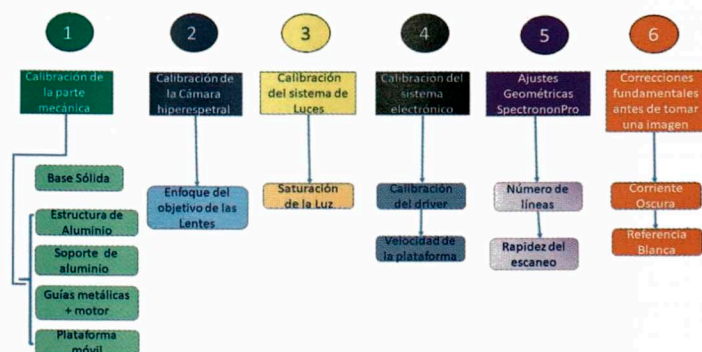 1
Calibración de
la parte
mecánica
Base Sólida
Estructura de
Aluminio
Soporte de
aluminio
Guías metálicas
+ motor
Plataforma
móvil
2
Calibración de
la Cámara
hiperespetral
Enfoque del
objetivo de las
Lentes
3
Calibración
del sistema de
Luces
Saturación
de la Luz
4
Calibración del
sistema
electrónico
Calibración
del driver
Velocidad de
la plataforma
5
Ajustes
Geométricas
SpectrononPro
Número de
líneas
Rapidez del
escaneo
6
Correcciones
fundamentales
antes de tomar
una imagen
Corriente
Oscura
Referencia
Blanca